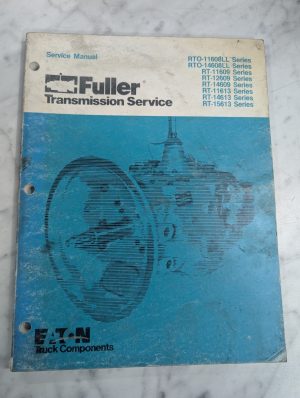 Service Manual
RTO-11608LL Series
RTO-14608LL Series
RT-11609 Series
RT-12609 Series
RT-14609 Series
RT-11613 Series
RT-14613 Series
RT-15613 Series
Fuller
Transmission Service
EATON
Truck Components